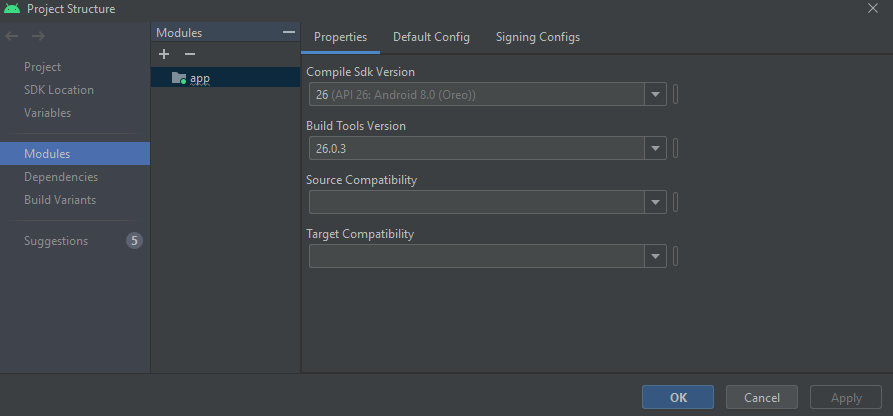 Project Structure
Project
SDK Location
Variables
Modules
Dependencies
Build Variants
Suggestions 5
Modules
app
Properties Default Config Signing Configs
Compile Sdk Version
26 (API 26: Android 8.0 (Oreo))
Build Tools Version
26.0.3
Source Compatibility
Target Compatibility
OK Cancel Apply